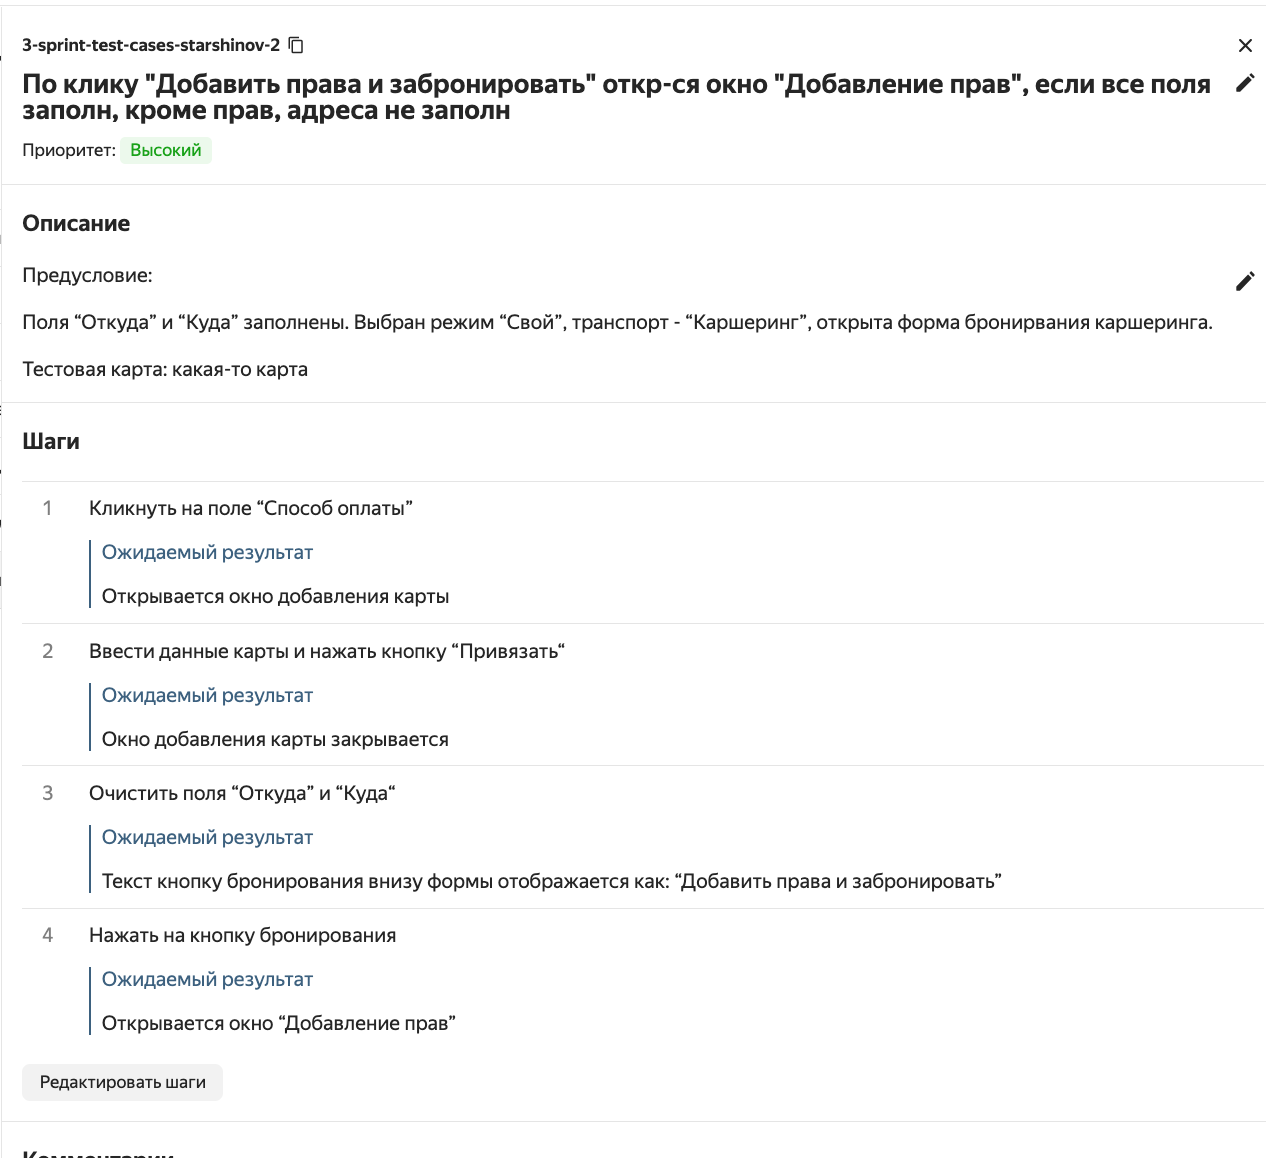 3-sprint-test-cases-starshinov-2
По клику "Добавить права и забронировать" откр-ся окно "Добавление прав", если все поля
заполн, кроме прав, адреса не заполн
Приоритет: Высокий
Описание
Предусловие:
Поля “Откуда” и “Куда” заполнены. Выбран режим “Свой”, транспорт - “Каршеринг”, открыта форма бронирвания каршеринга.
Тестовая карта: какая-то карта
Шаги
1 Кликнуть на поле “Способ оплаты”
Ожидаемый результат
Открывается окно добавления карты
2 Ввести данные карты и нажать кнопку “Привязать“
Ожидаемый результат
Окно добавления карты закрывается
3 Очистить поля “Откуда” и “Куда“
Ожидаемый результат
Текст кнопку бронирования внизу формы отображается как: “Добавить права и забронировать”
4 Нажать на кнопку бронирования
Ожидаемый результат
Открывается окно “Добавление прав”
Редактировать шаги
Комментарии